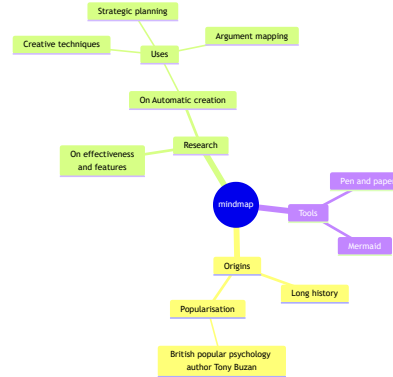 Strategic planning
Creative techniques
Argument mapping
Uses
On Automatic creation
Research
On effectiveness
and features
mindmap
Pen and paper
Tools
Mermaid
Origins
Long history
Popularisation
British popular psychology
author Tony Buzan